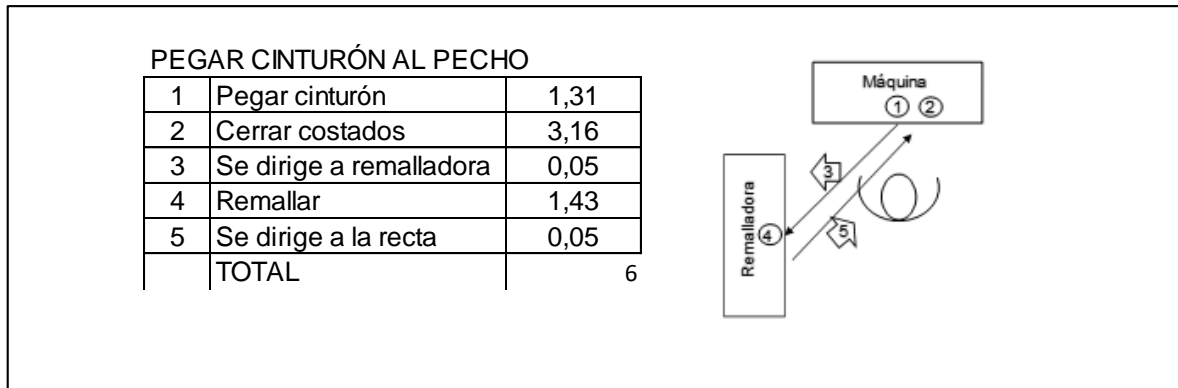 PEGAR CINTURÓN AL PECHO
1 Pegar cinturón 1,31
2 Cerrar costados 3,16
3 Se dirige a remalladora 0,05
4 Remallar 1,43
5 Se dirige a la recta 0,05
TOTAL 6
Máquina
1 2
3
Remalladora
4
5